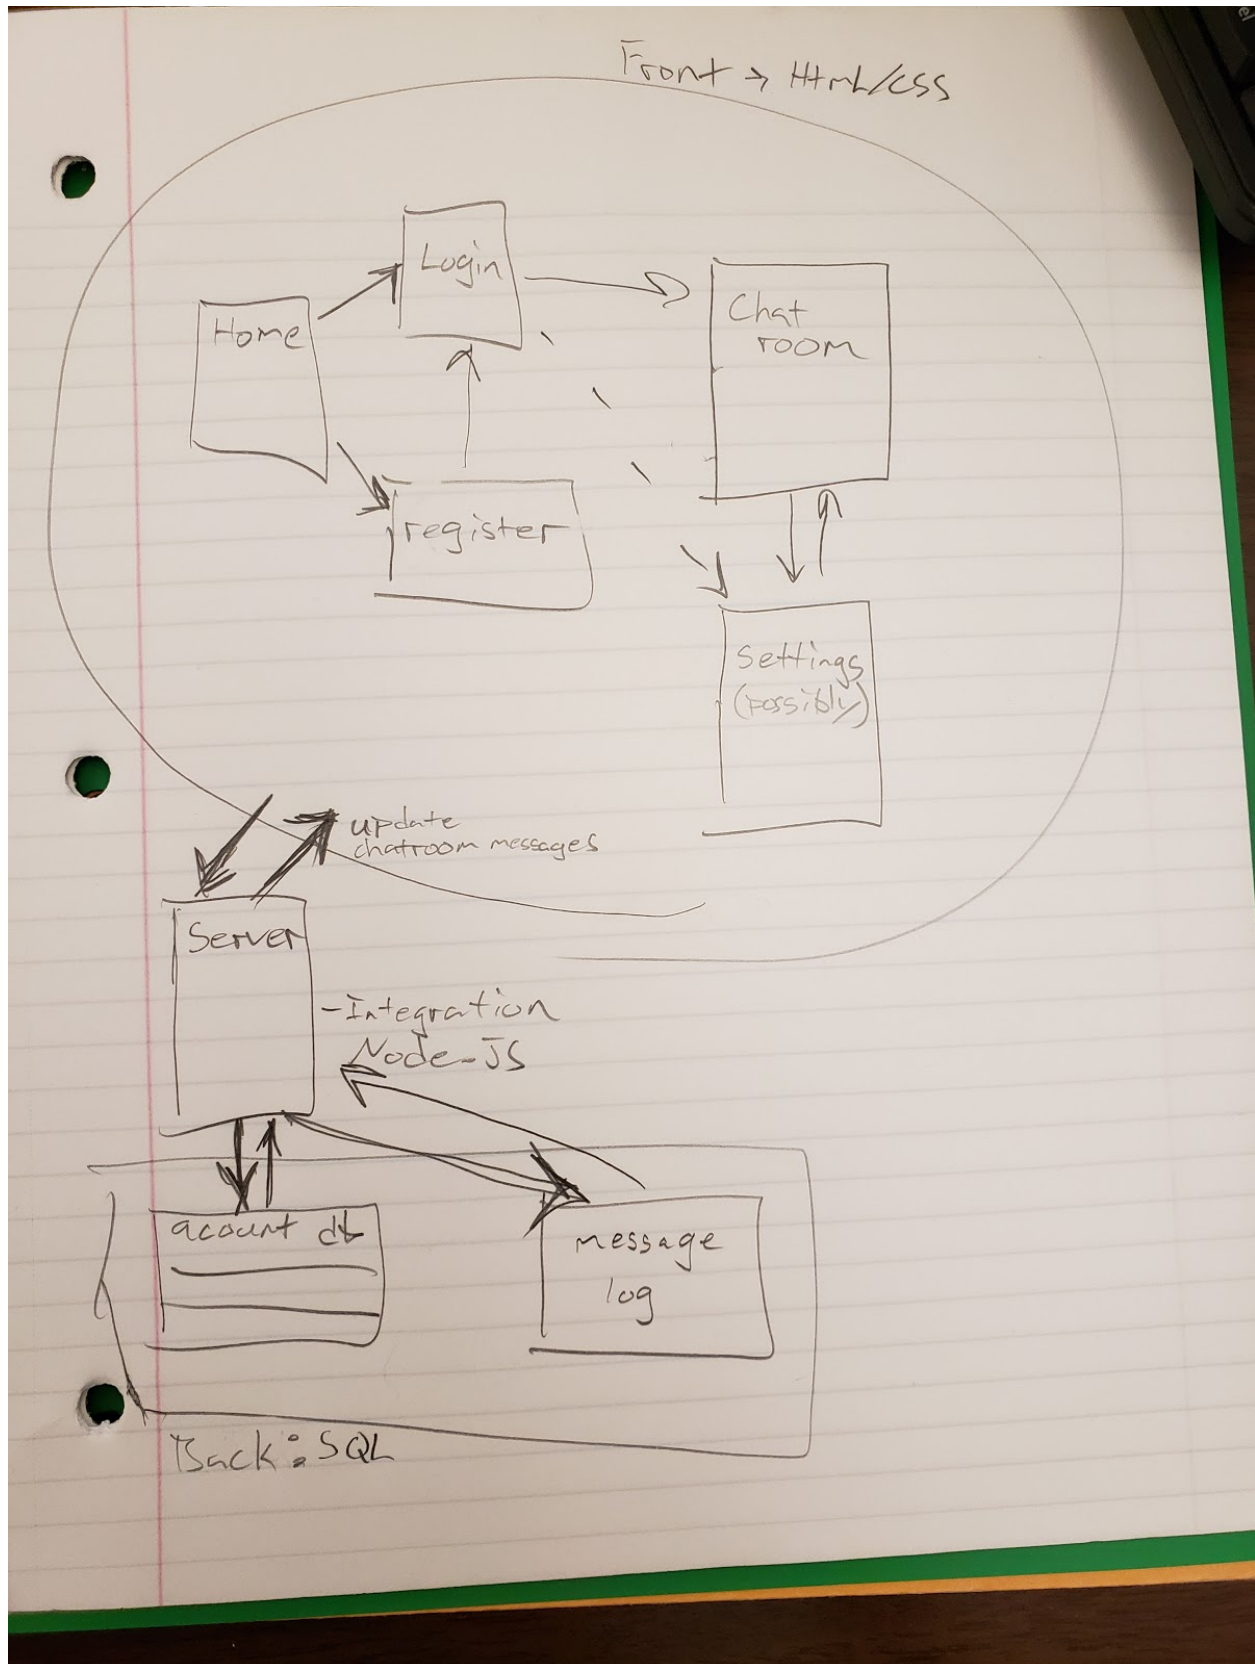 Front → Html/CSS
Login
Home
Chat
room
register
Settings
(possibly)
update
chatroom messages
Server
-Integration
Node-JS
acount db
message
log
Back: SQL